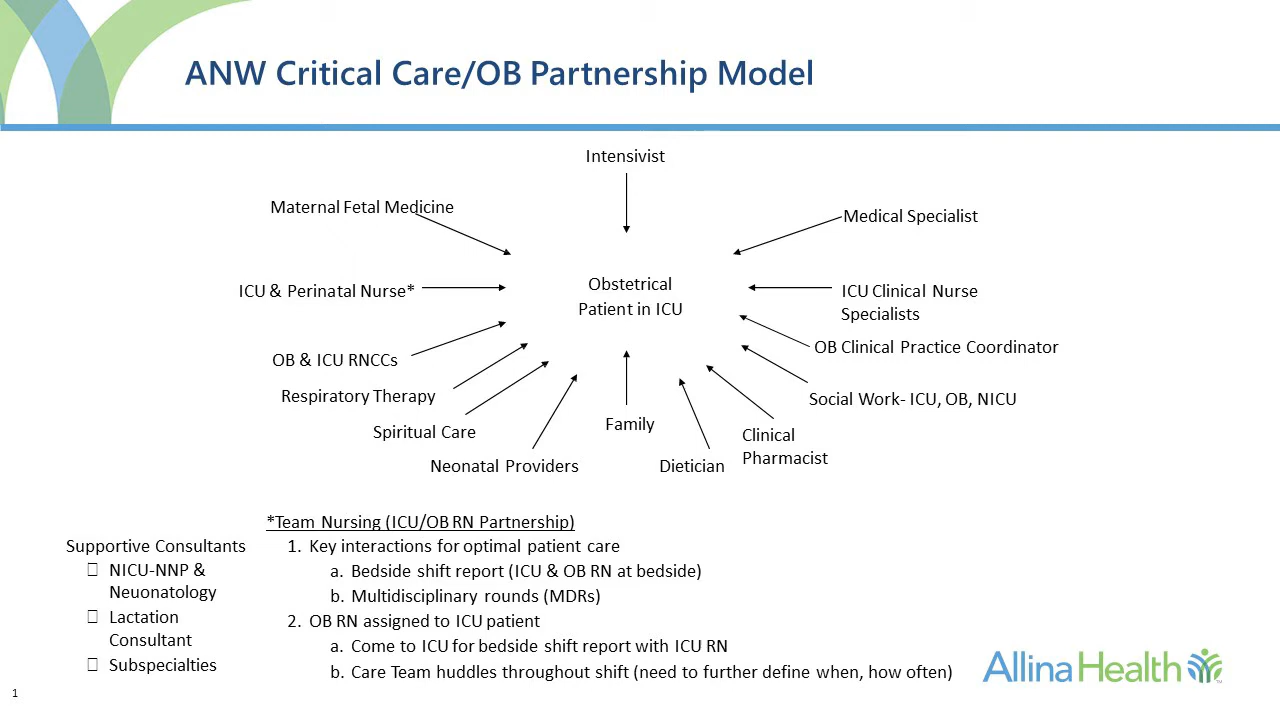 ANW Critical Care/OB Partnership Model
Intensivist
Maternal Fetal Medicine
Medical Specialist
Obstetrical
Patient in ICU
ICU & Perinatal Nurse*
ICU Clinical Nurse
Specialists
OB Clinical Practice Coordinator
OB & ICU RNCCs
Respiratory Therapy
Social Work- ICU, OB, NICU
Spiritual Care
Family
Clinical
Pharmacist
Neonatal Providers
Dietician
*Team Nursing (ICU/OB RN Partnership)
1. Key interactions for optimal patient care
a. Bedside shift report (ICU & OB RN at bedside)
b. Multidisciplinary rounds (MDRs)
2. OB RN assigned to ICU patient
a. Come to ICU for bedside shift report with ICU RN
b. Care Team huddles throughout shift (need to further define when, how often)
Supportive Consultants
NICU-NNP &
Neuonatology
Lactation
Consultant
Subspecialties
Allina Health
1